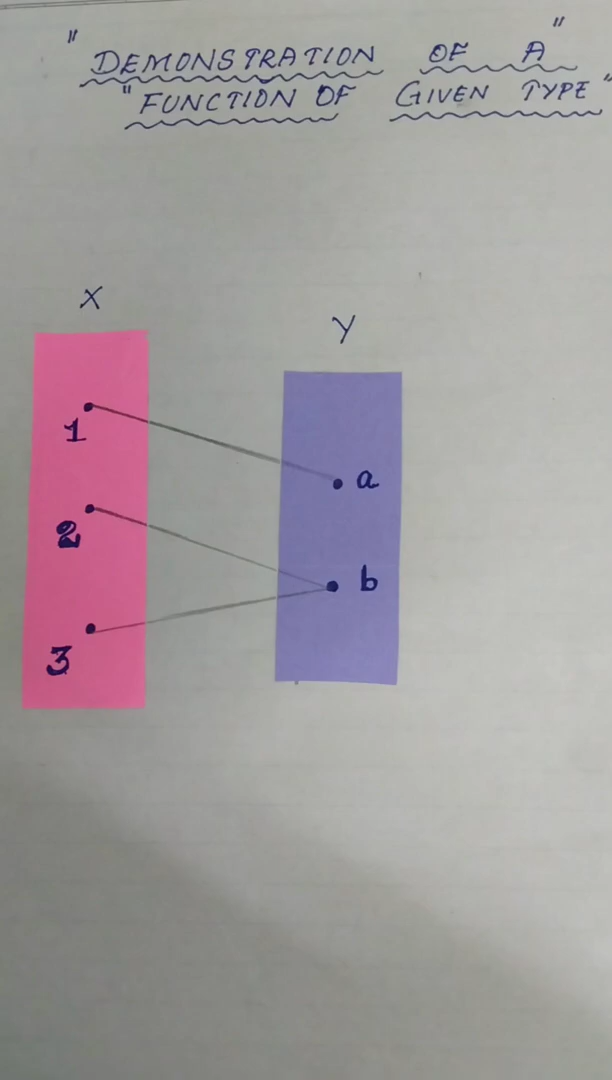 " DEMONSTRATION OF A "
" FUNCTION OF GIVEN TYPE "
X
Y
1
a
2
b
3